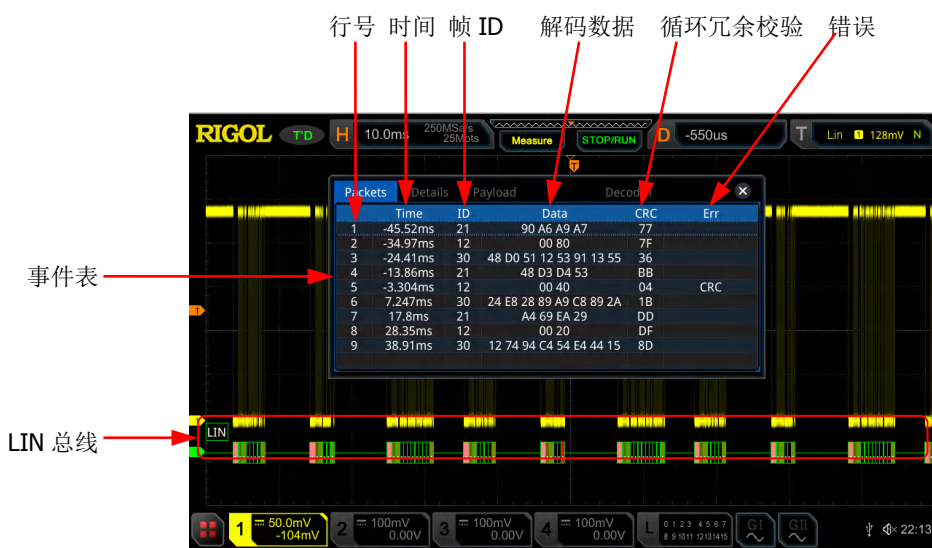 行号 时间 帧 ID 解码数据 循环冗余校验 错误
RIGOL T'D H 10.0ms 250MSa/s 25Mpts Measure STOP/RUN D -550us T Lin 1 128mV N
T
Packets Details Payload
Time ID Data CRC Err
1 -45.52ms 21 90 A6 A9 A7 77
2 -34.97ms 12 00 80 7F
3 -24.41ms 30 48 D0 51 12 53 91 13 55 36
4 -13.86ms 21 48 D3 D4 53 BB
事件表
5 -3.304ms 12 00 40 04 CRC
6 7.247ms 30 24 E8 28 89 A9 C8 89 2A 1B
7 17.8ms 21 A4 69 EA 29 DD
T
8 28.35ms 12 00 20 DF
9 38.91ms 30 12 74 94 C4 54 E4 44 15 8D
LIN
LIN 总线
1 50.0mV -104mV 2 100mV 0.00V 3 100mV 0.00V 4 100mV 0.00V L 0 1 2 3 4 5 6 7 8 9 10 11 12 13 14 15 GI GII 22:13